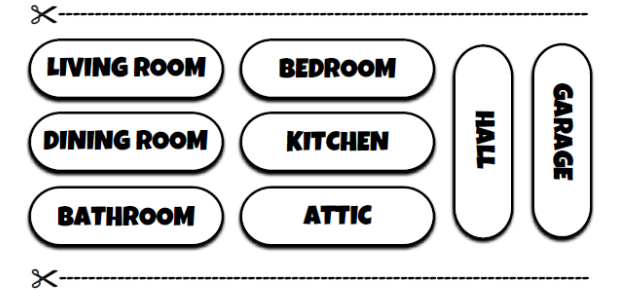 LIVING ROOM
BEDROOM
DINING ROOM
KITCHEN
BATHROOM
ATTIC
HALL
GARAGE